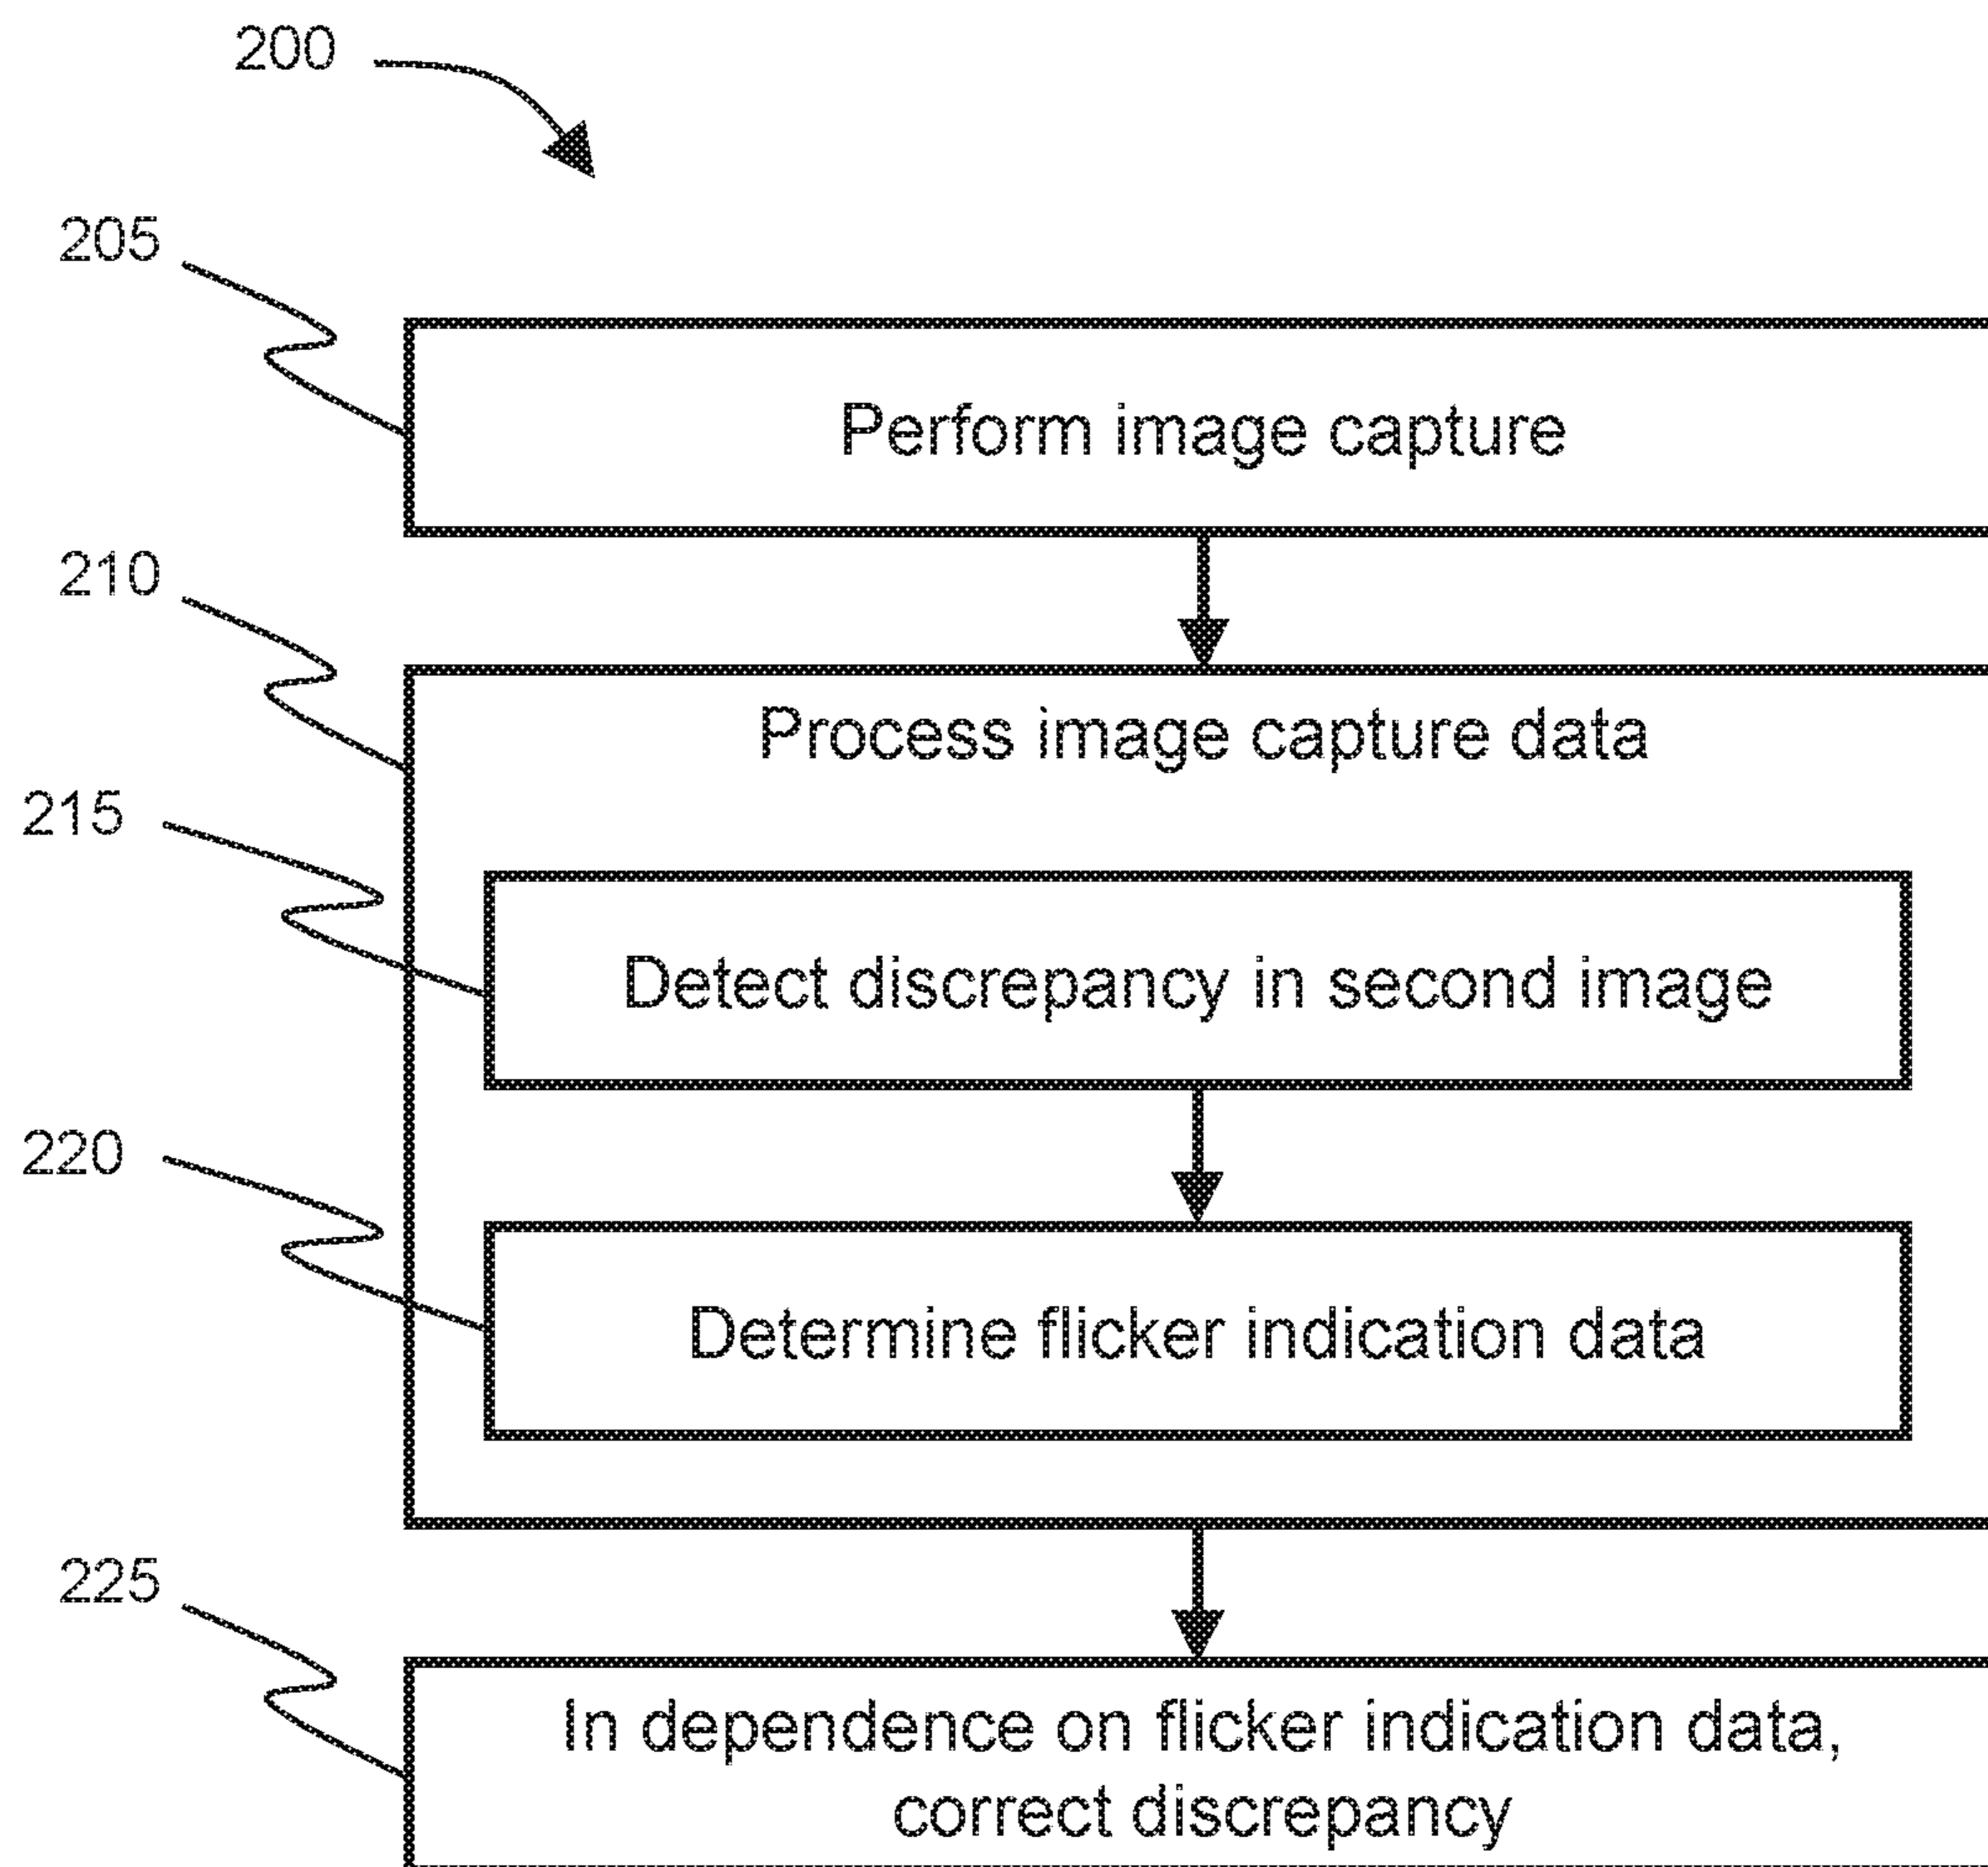 200
205
Perform image capture
210
Process image capture data
215
Detect discrepancy in second image
220
Determine flicker indication data
225
In dependence on flicker indication data,
correct discrepancy